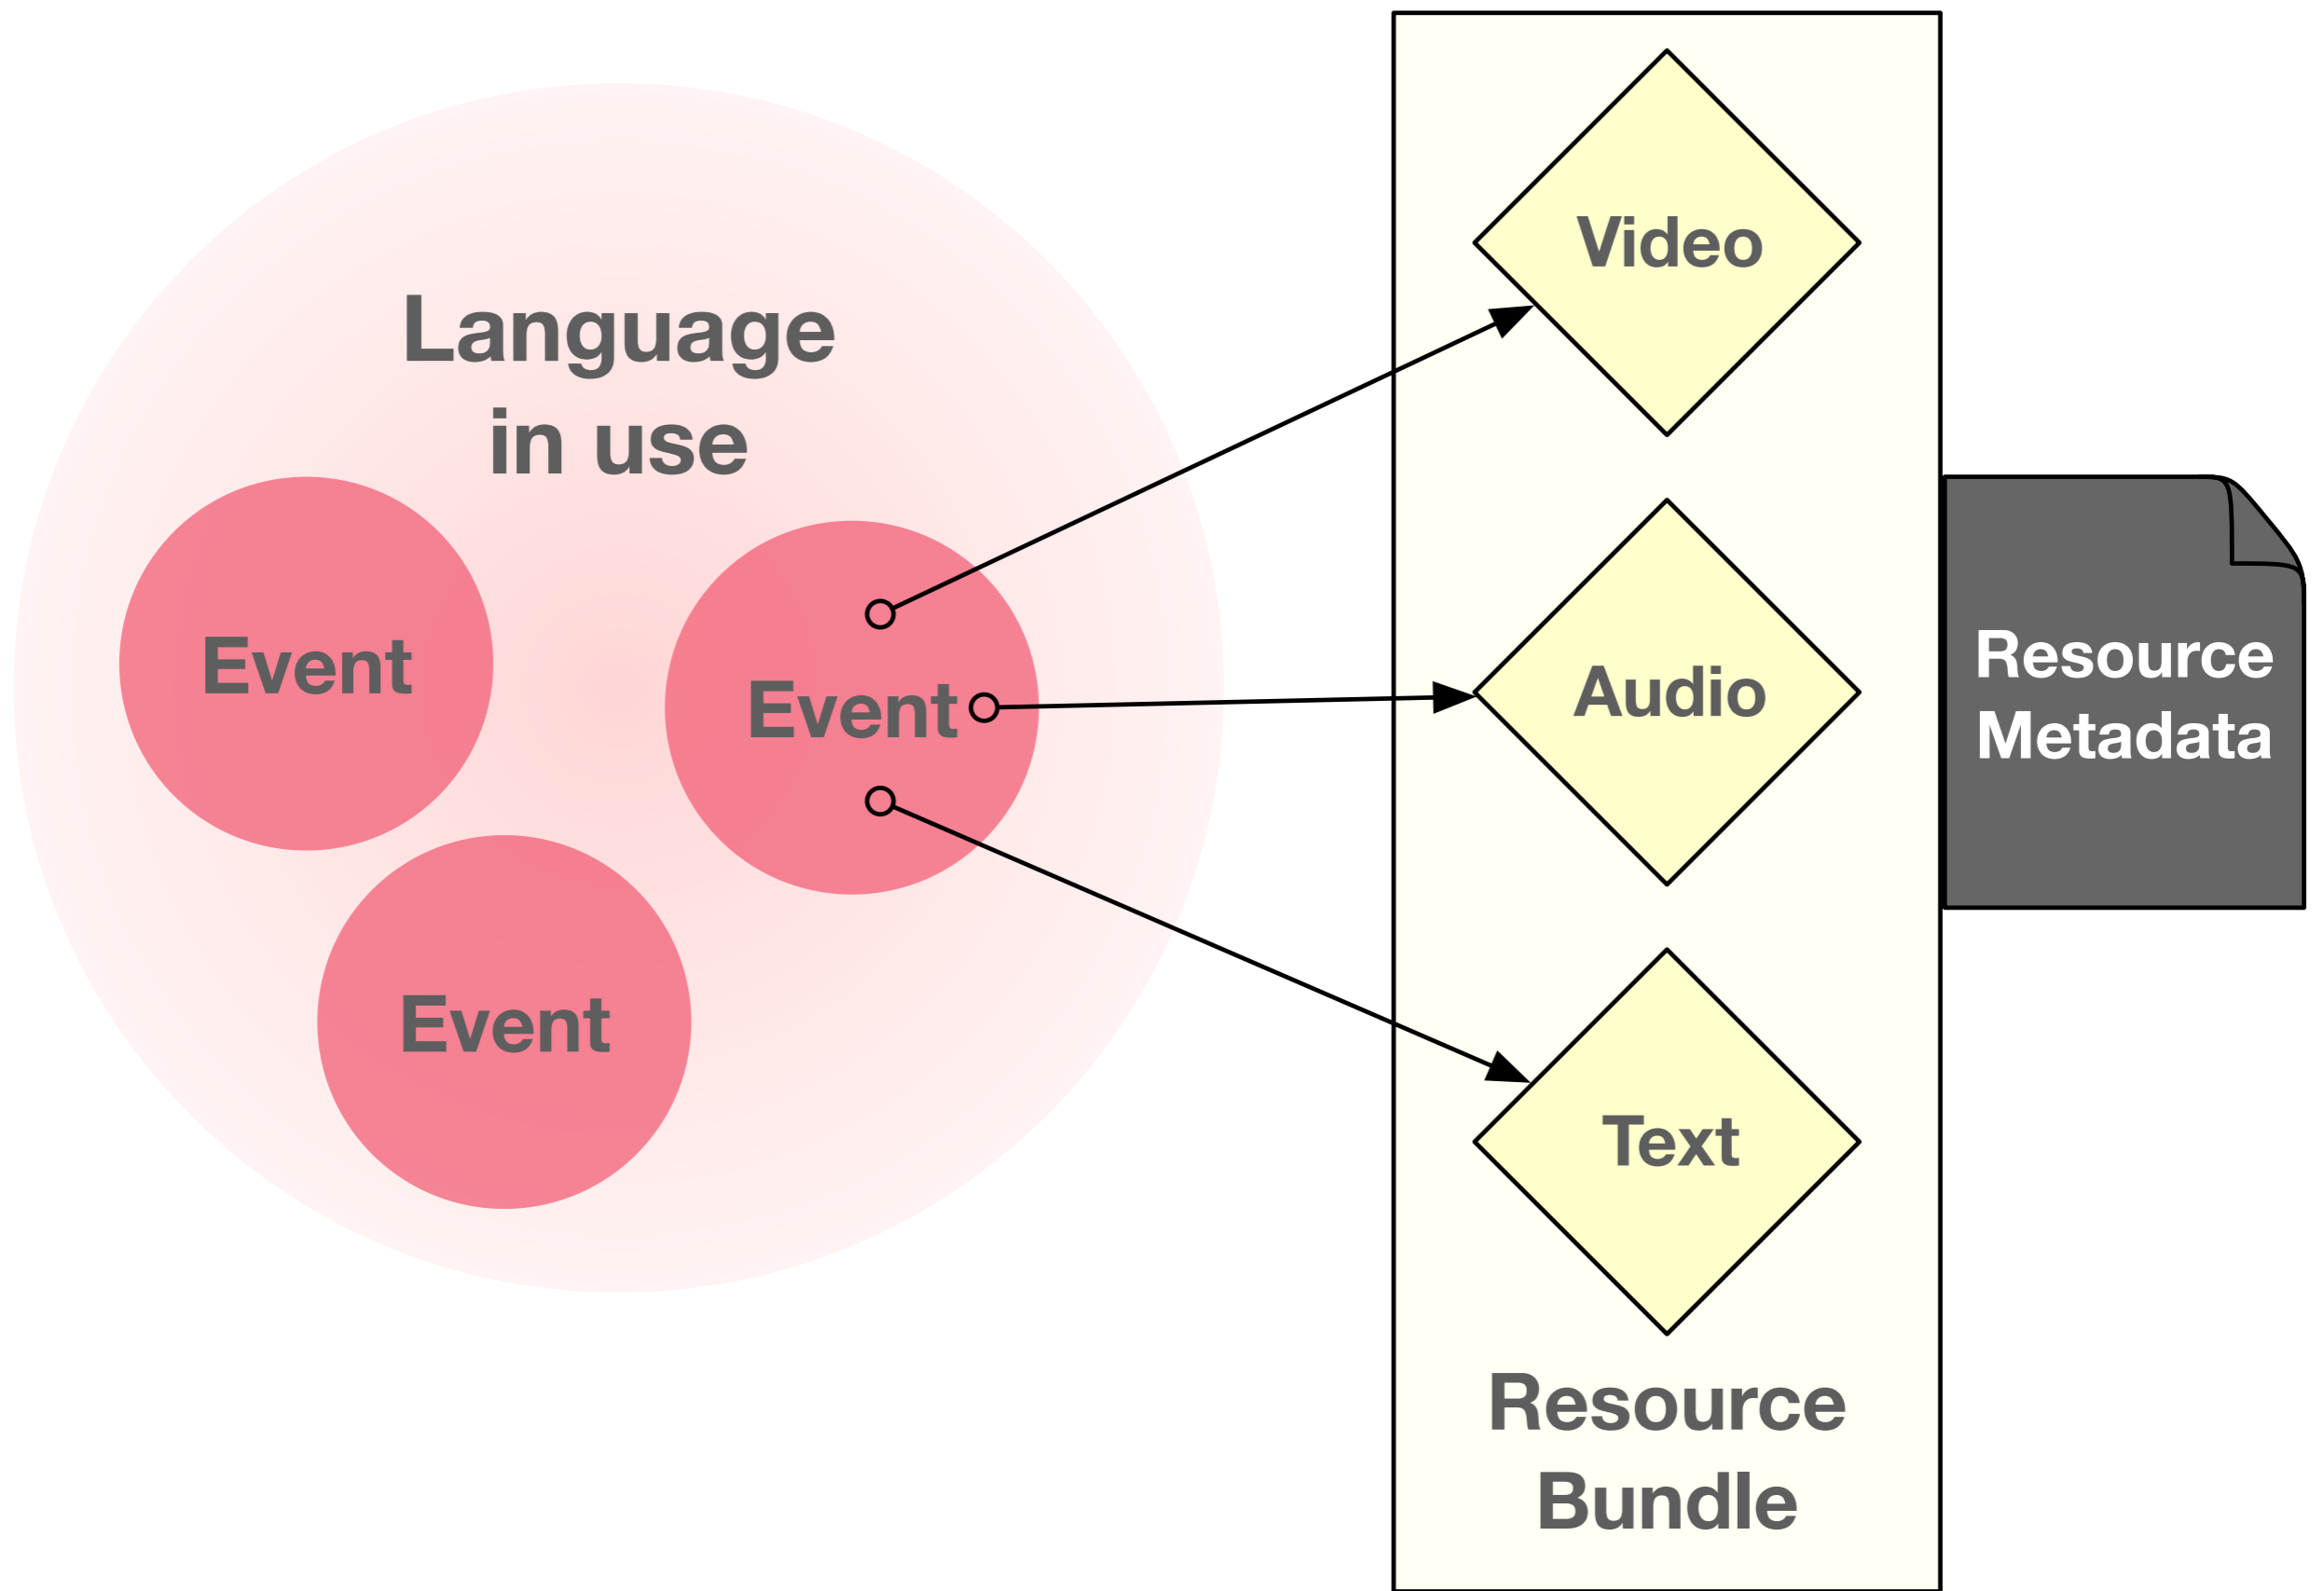 Language
in use
Event
Event
Event
Video
Audio
Text
Resource
Bundle
Resource
Metadata